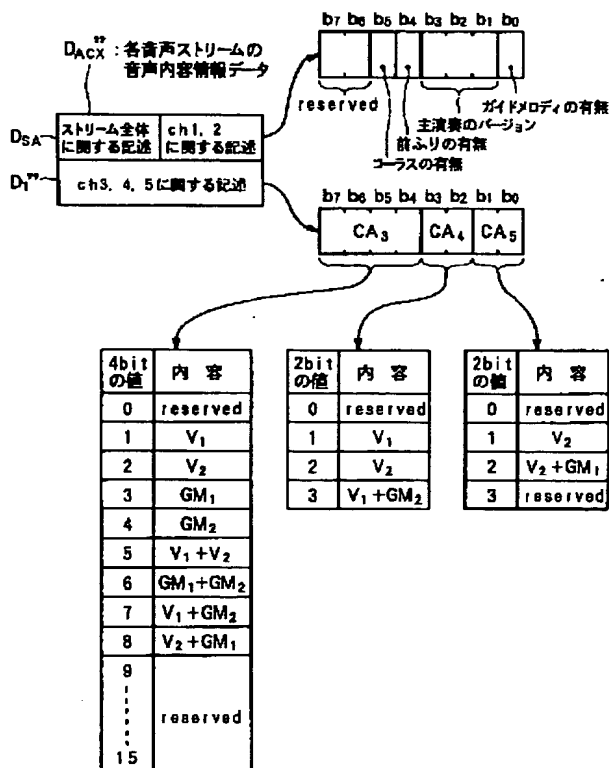 DACX'' : 各音声ストリームの
音声内容情報データ
b7 b6 b5 b4 b3 b2 b1 b0
reserved
ガイドメロディの有無
主演奏のバージョン
前ふりの有無
コーラスの有無
DSA
ストリーム全体
に関する記述
ch1, 2
に関する記述
D1''
ch3, 4, 5に関する記述
b7 b6 b5 b4 b3 b2 b1 b0
CA3 CA4 CA5
4bit
の値
内 容
0 reserved
1 V1
2 V2
3 GM1
4 GM2
5 V1+V2
6 GM1+GM2
7 V1+GM2
8 V2+GM1
9
15
reserved
2bit
の値
内 容
0 reserved
1 V1
2 V2
3 V1+GM2
2bit
の値
内 容
0 reserved
1 V2
2 V2+GM1
3 reserved